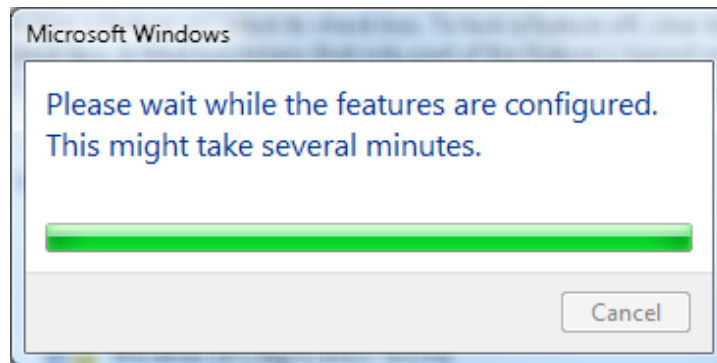 Microsoft Windows
Please wait while the features are configured.
This might take several minutes.
Cancel